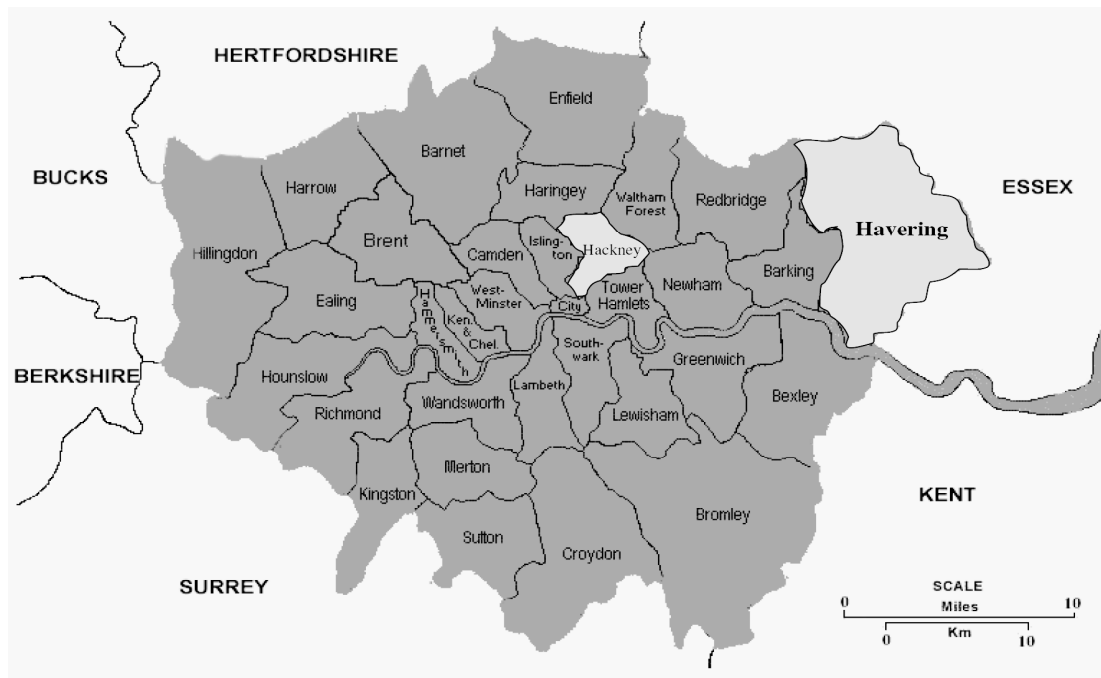 HERTFORDSHIRE
Enfield
Barnet
BUCKS
ESSEX
Harrow
Haringey
Waltham
Forest
Redbridge
Havering
Brent
Hillingdon
Camden
Isling-
ton
Hackney
Barking
Newham
Ealing
West-
Minster
Tower
Hamlets
City
Hammersmith
Ken.
&
Chel.
South-
wark
Greenwich
BERKSHIRE
Hounslow
Lambeth
Bexley
Richmond
Wandsworth
Lewisham
Merton
Kingston
KENT
Bromley
Sutton
Croydon
SURREY
SCALE
0 Miles 10
0 Km 10